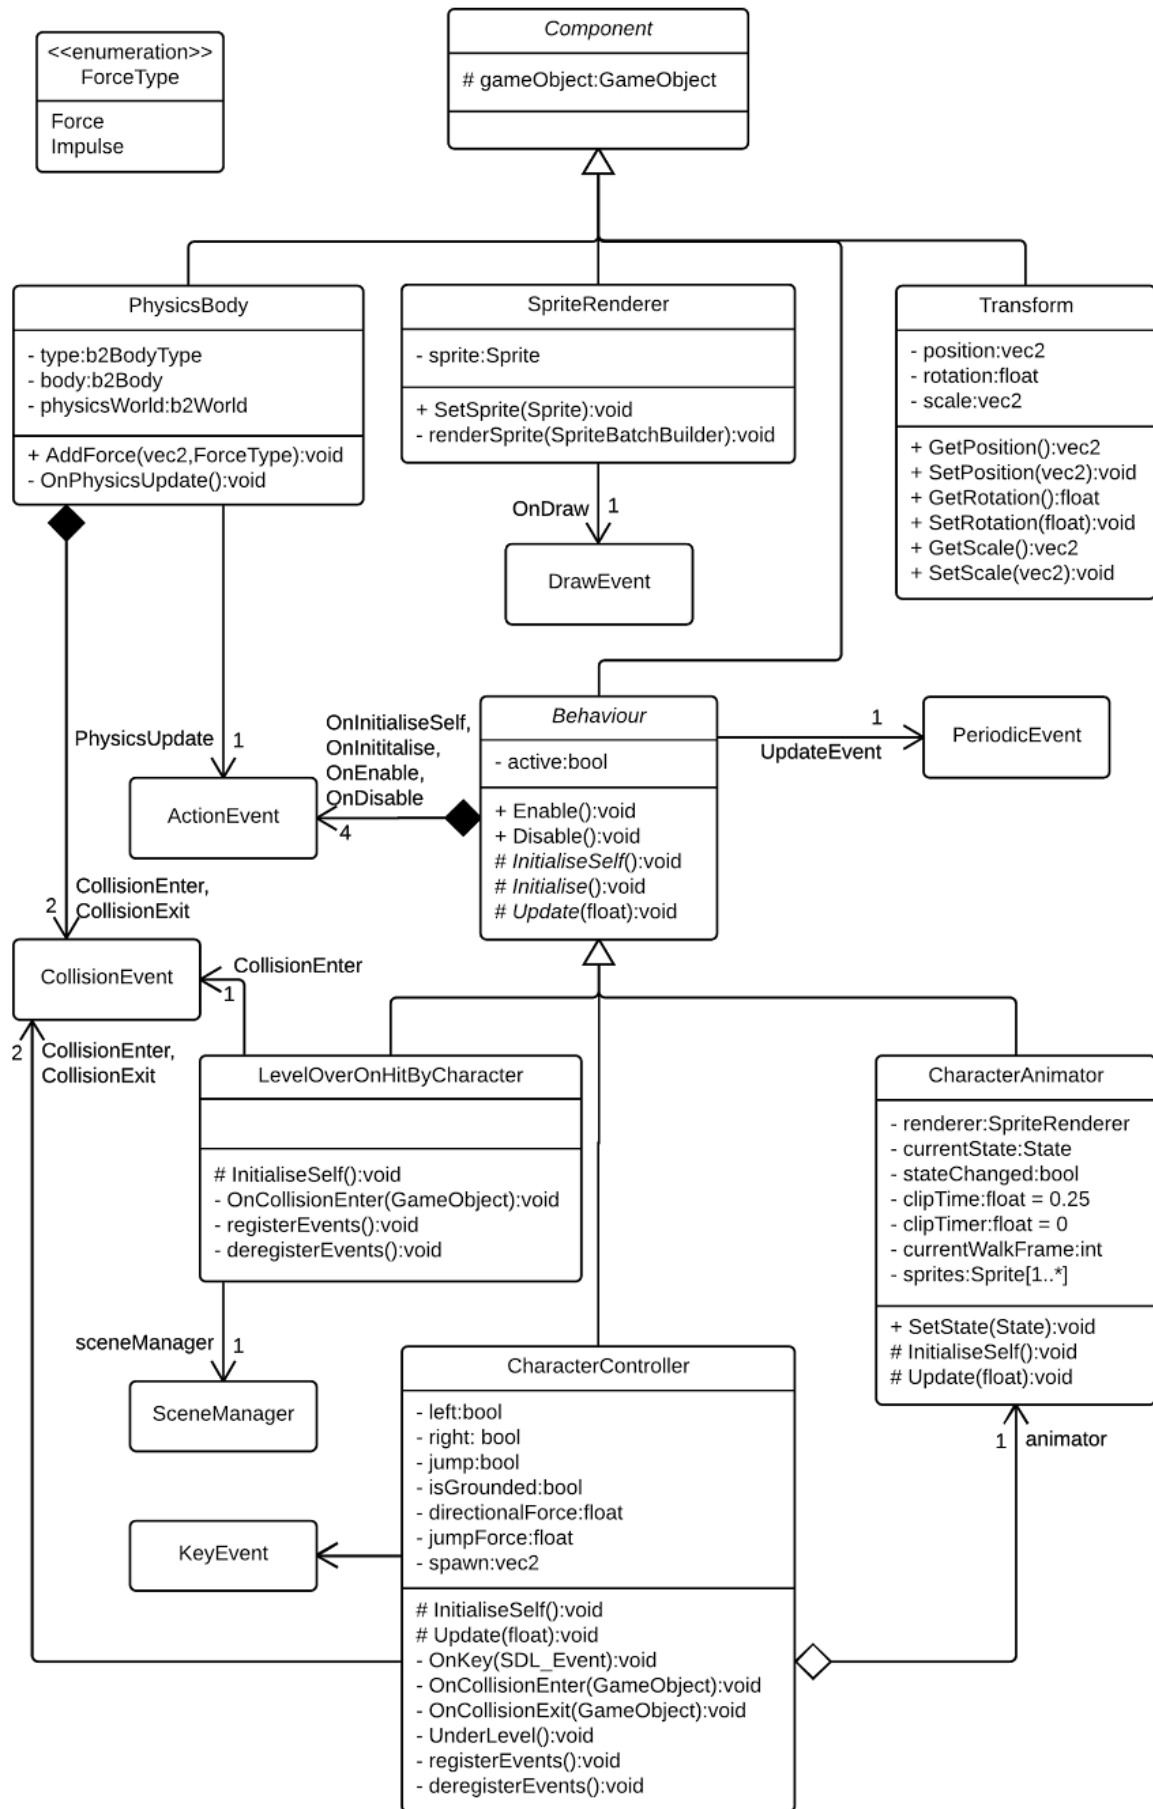 <<enumeration>>
ForceType
Force
Impulse
Component
# gameObject:GameObject
PhysicsBody
- type:b2BodyType
- body:b2Body
- physicsWorld:b2World
+ AddForce(vec2,ForceType):void
- OnPhysicsUpdate():void
SpriteRenderer
- sprite:Sprite
+ SetSprite(Sprite):void
- renderSprite(SpriteBatchBuilder):void
Transform
- position:vec2
- rotation:float
- scale:vec2
+ GetPosition():vec2
+ SetPosition(vec2):void
+ GetRotation():float
+ SetRotation(float):void
+ GetScale():vec2
+ SetScale(vec2):void
OnDraw
1
DrawEvent
PhysicsUpdate
1
ActionEvent
OnInitialiseSelf,
OnInititalise,
OnEnable,
OnDisable
4
Behaviour
- active:bool
+ Enable():void
+ Disable():void
# InitialiseSelf():void
# Initialise():void
# Update(float):void
1
UpdateEvent
PeriodicEvent
CollisionEnter,
CollisionExit
2
CollisionEvent
CollisionEnter
1
2
CollisionEnter,
CollisionExit
LevelOverOnHitByCharacter
# InitialiseSelf():void
- OnCollisionEnter(GameObject):void
- registerEvents():void
- deregisterEvents():void
CharacterAnimator
- renderer:SpriteRenderer
- currentState:State
- stateChanged:bool
- clipTime:float = 0.25
- clipTimer:float = 0
- currentWalkFrame:int
- sprites:Sprite[1..*]
+ SetState(State):void
# InitialiseSelf():void
# Update(float):void
sceneManager
1
SceneManager
KeyEvent
CharacterController
- left:bool
- right: bool
- jump:bool
- isGrounded:bool
- directionalForce:float
- jumpForce:float
- spawn:vec2
# InitialiseSelf():void
# Update(float):void
- OnKey(SDL_Event):void
- OnCollisionEnter(GameObject):void
- OnCollisionExit(GameObject):void
- UnderLevel():void
- registerEvents():void
- deregisterEvents():void
1
animator